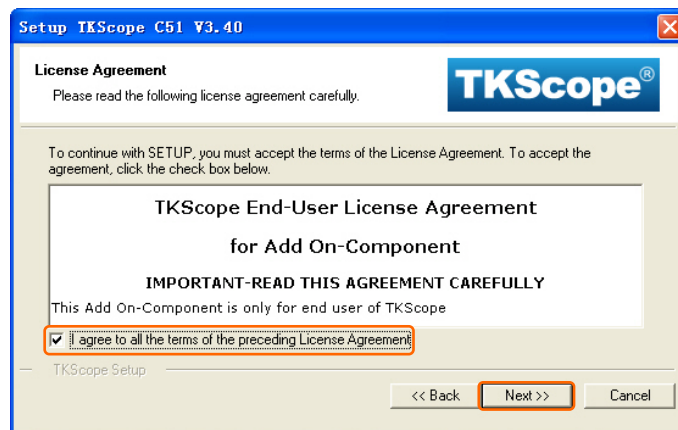 Setup TKScope C51 V3.40
License Agreement
Please read the following license agreement carefully.
TKScope®
To continue with SETUP, you must accept the terms of the License Agreement. To accept the
agreement, click the check box below.
TKScope End-User License Agreement
for Add On-Component
IMPORTANT-READ THIS AGREEMENT CAREFULLY
This Add On-Component is only for end user of TKScope
I agree to all the terms of the preceding License Agreement
TKScope Setup
<< Back Next >> Cancel